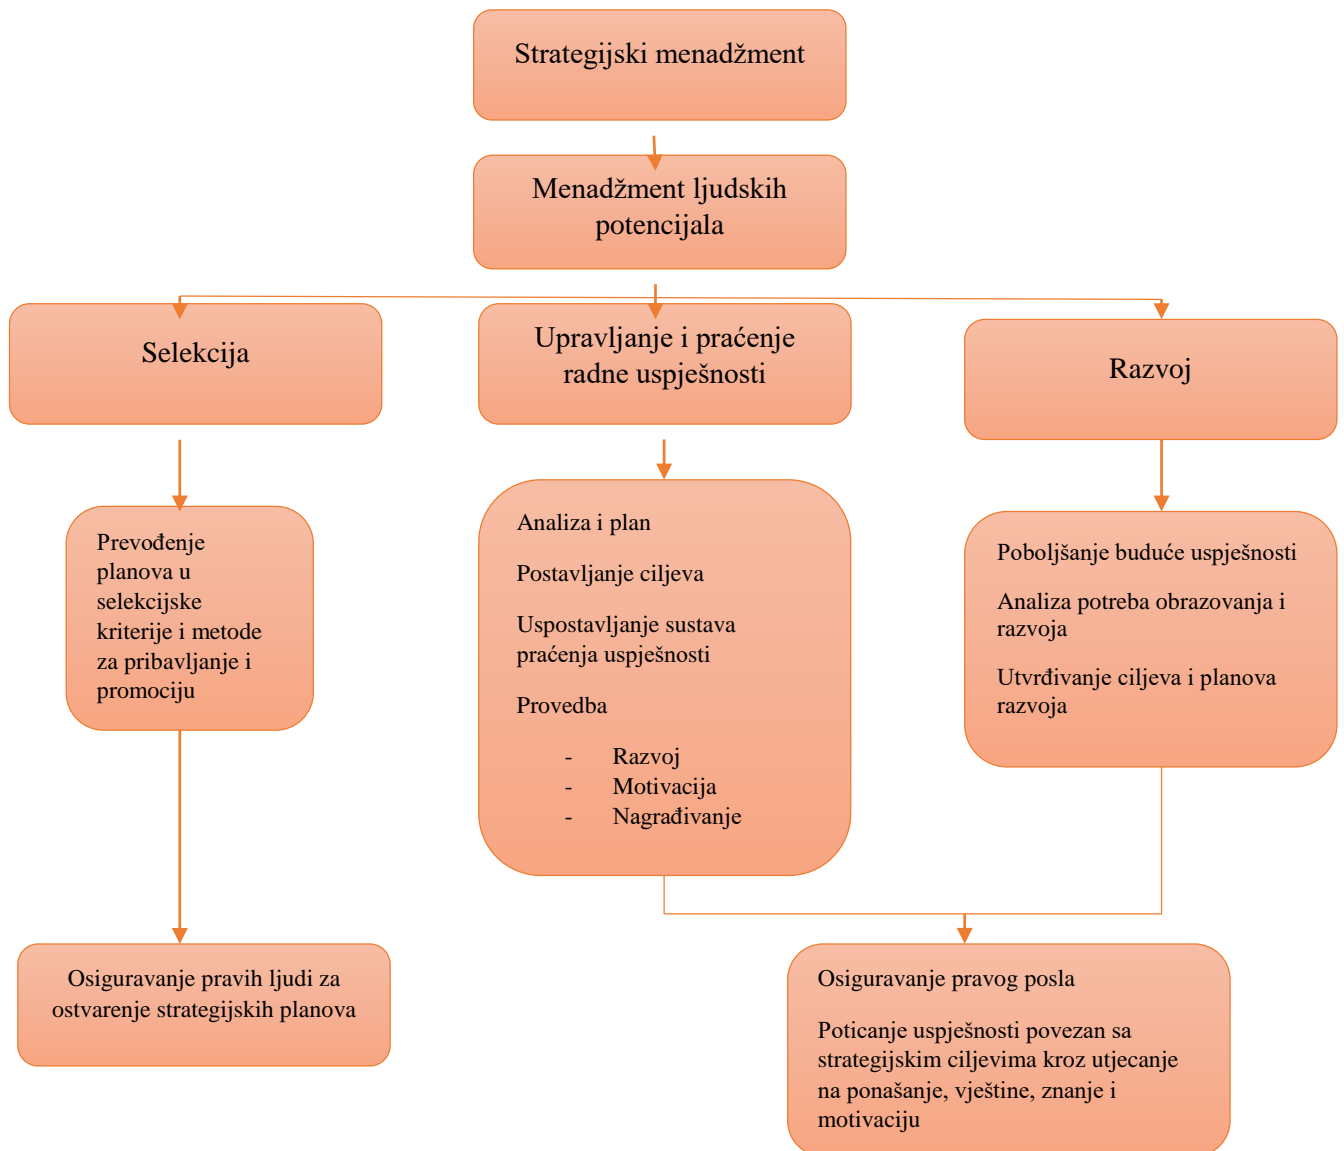 Strategijski menadžment
Menadžment ljudskih
potencijala
Selekcija
Upravljanje i praćenje
radne uspješnosti
Razvoj
Prevođenje
planova u
selekcijske
kriterije i metode
za pribavljanje i
promociju
Analiza i plan
Postavljanje ciljeva
Uspostavljanje sustava
praćenja uspješnosti
Provedba
- Razvoj
- Motivacija
- Nagrađivanje
Poboljšanje buduće uspješnosti
Analiza potreba obrazovanja i
razvoja
Utvrđivanje ciljeva i planova
razvoja
Osiguravanje pravih ljudi za
ostvarenje strategijskih planova
Osiguravanje pravog posla
Poticanje uspješnosti povezan sa
strategijskim ciljevima kroz utjecanje
na ponašanje, vještine, znanje i
motivaciju